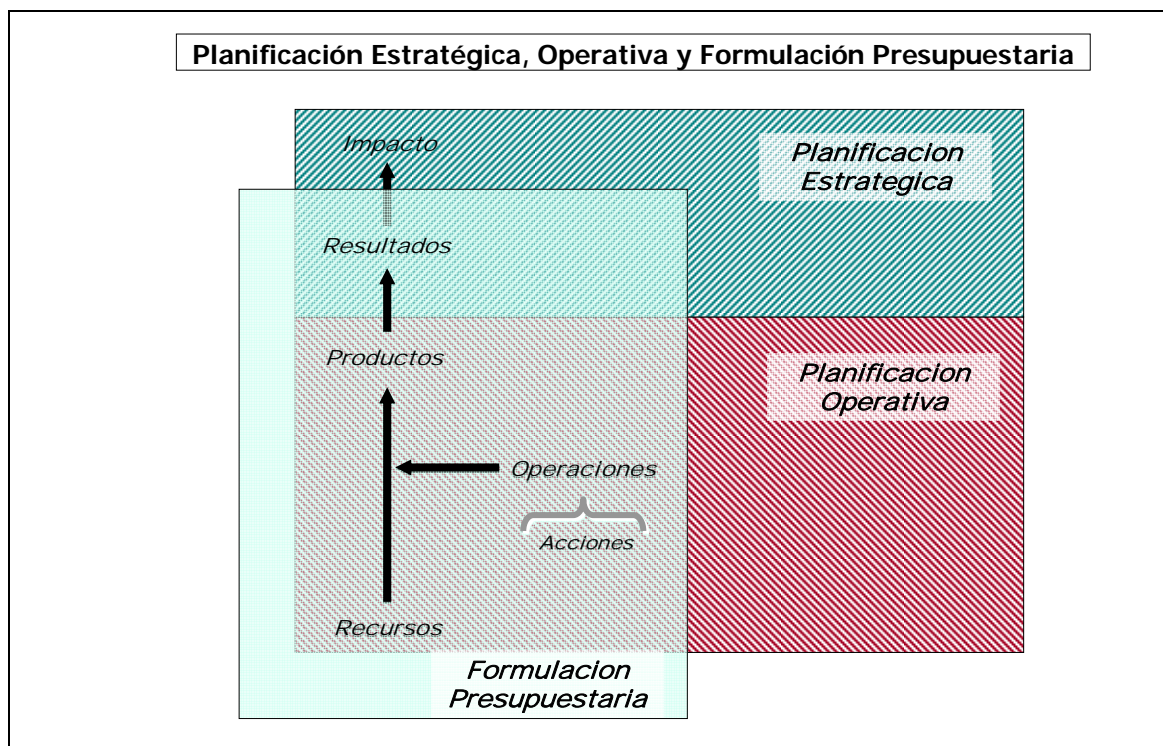 Planificación Estratégica, Operativa y Formulación Presupuestaria
Impacto
Planificacion
Estrategica
Resultados
Productos
Planificacion
Operativa
Operaciones
Acciones
Recursos
Formulacion
Presupuestaria